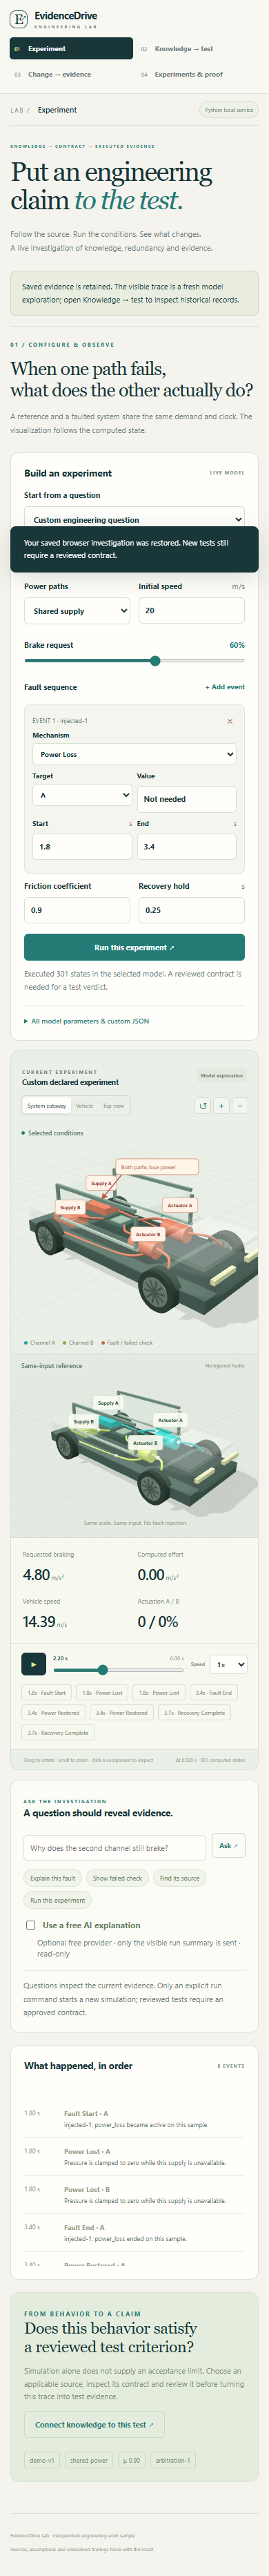 E
EvidenceDrive
ENGINEERING LAB
01 Experiment
02 Knowledge → test
03 Change → evidence
04 Experiments & proof
LAB / Experiment
Python local service
KNOWLEDGE → CONTRACT → EXECUTED EVIDENCE
Put an engineering
claim to the test.
Follow the source. Run the conditions. See what changes.
A live investigation of knowledge, redundancy and evidence.
Saved evidence is retained. The visible trace is a fresh model
exploration; open Knowledge → test to inspect historical records.
01 / CONFIGURE & OBSERVE
When one path fails,
what does the other actually do?
A reference and a faulted system share the same demand and clock. The
visualization follows the computed state.
Build an experiment
LIVE MODEL
Start from a question
Custom engineering question
Your saved browser investigation was restored. New tests still
require a reviewed contract.
Power paths
Initial speed m/s
Shared supply
20
Brake request 60%
Fault sequence + Add event
EVENT 1 · injected-1 ×
Mechanism
Power Loss
Target
Value
A
Not needed
Start s
End s
1.8
3.4
Friction coefficient
Recovery hold s
0.9
0.25
Run this experiment ↗
Executed 301 states in the selected model. A reviewed contract is
needed for a test verdict.
▶ All model parameters & custom JSON
CURRENT EXPERIMENT
Custom declared experiment
Model exploration
System cutaway Vehicle Top view
↺ + −
Selected conditions
Both paths lose power
Supply A
Supply B
Actuator A
Actuator B
Channel A Channel B Fault / failed check
Same-input reference
No injected faults
Supply A
Supply B
Actuator A
Actuator B
Same scale. Same input. No fault injection.
Requested braking
Computed effort
4.80 m/s²
0.00 m/s²
Vehicle speed
Actuation A / B
14.39 m/s
0 / 0%
2.20 s 6.00 s
Speed 1×
1.8s · Fault Start
1.8s · Power Lost
1.8s · Power Lost
3.4s · Fault End
3.4s · Power Restored
3.4s · Power Restored
3.7s · Recovery Complete
3.7s · Recovery Complete
Drag to rotate · scroll to zoom · click a component to inspect
Δt 0.020 s · 301 computed states
ASK THE INVESTIGATION
A question should reveal evidence.
Why does the second channel still brake?
Ask ↗
Explain this fault
Show failed check
Find its source
Run this experiment
Use a free AI explanation
Optional free provider · only the visible run summary is sent ·
read-only
Questions inspect the current evidence. Only an explicit run
command starts a new simulation; reviewed tests require an
approved contract.
What happened, in order
8 EVENTS
1.80 s Fault Start · A
injected-1: power_loss became active on this sample.
1.80 s Power Lost · A
Pressure is clamped to zero while this supply is unavailable.
1.80 s Power Lost · B
Pressure is clamped to zero while this supply is unavailable.
3.40 s Fault End · A
injected-1: power_loss ended on this sample.
3.40 s Power Restored · A
FROM BEHAVIOR TO A CLAIM
Does this behavior satisfy
a reviewed test criterion?
Simulation alone does not supply an acceptance limit. Choose an
applicable source, inspect its contract and review it before turning
this trace into test evidence.
Connect knowledge to this test ↗
demo-v1
shared power
μ 0.90
arbitration-1
EvidenceDrive Lab · Independent engineering work sample
Sources, assumptions and unresolved findings travel with the result.